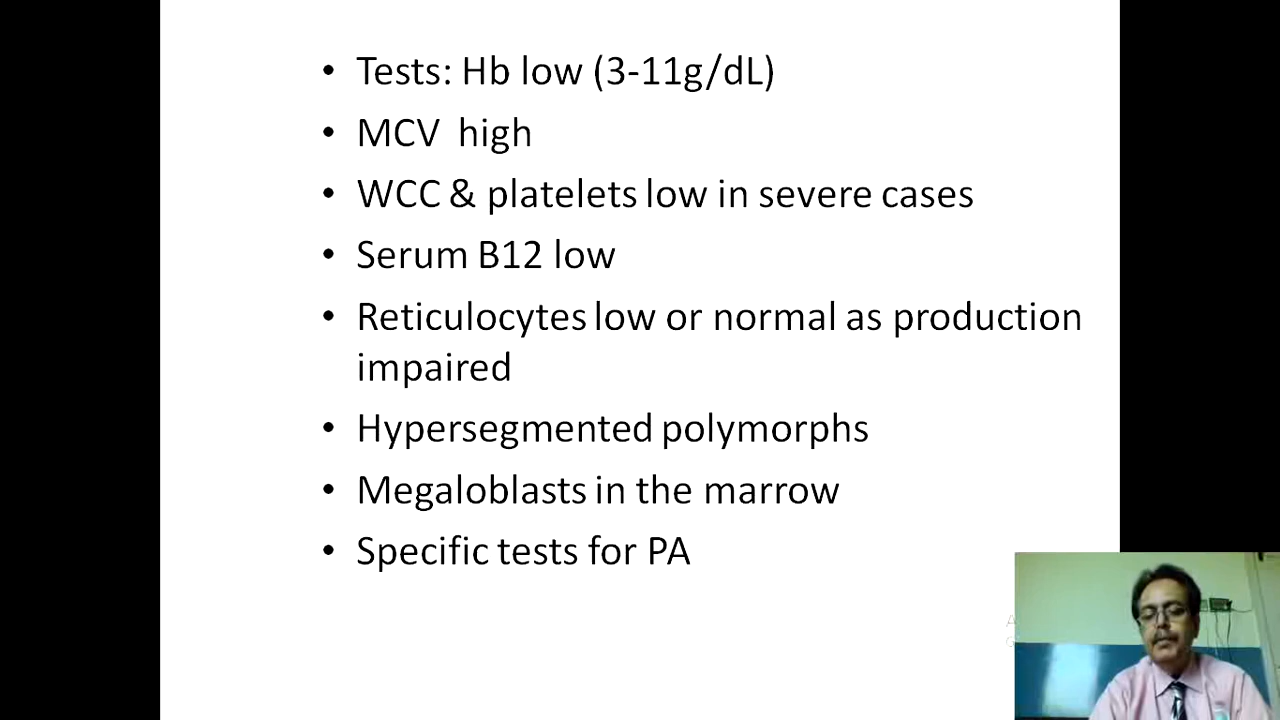 • Tests: Hb low (3-11g/dL)
• MCV  high
• WCC & platelets low in severe cases
• Serum B12 low
• Reticulocytes low or normal as production
impaired
• Hypersegmented polymorphs
• Megaloblasts in the marrow
• Specific tests for PA